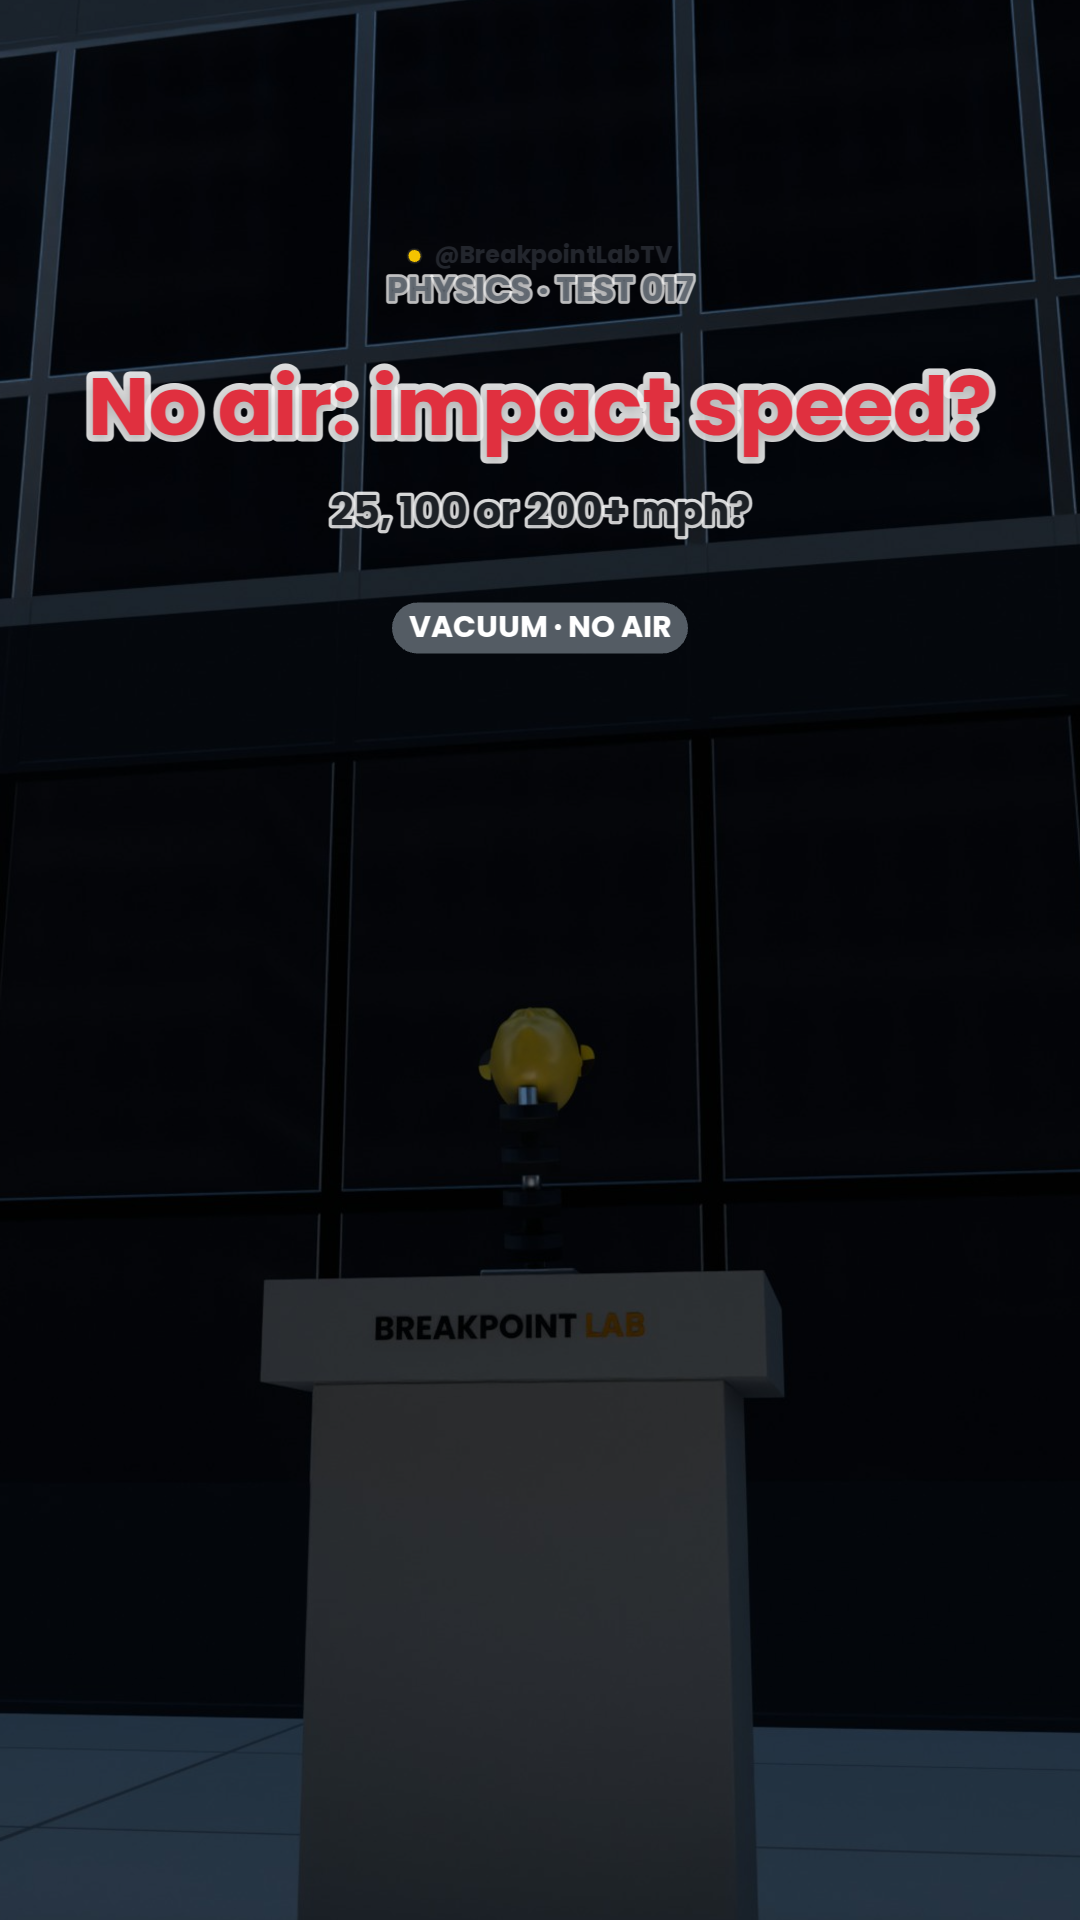 @BreakpointLabTV
PHYSICS • TEST 017
No air: impact speed?
25, 100 or 200+ mph?
VACUUM · NO AIR
BREAKPOINT LAB